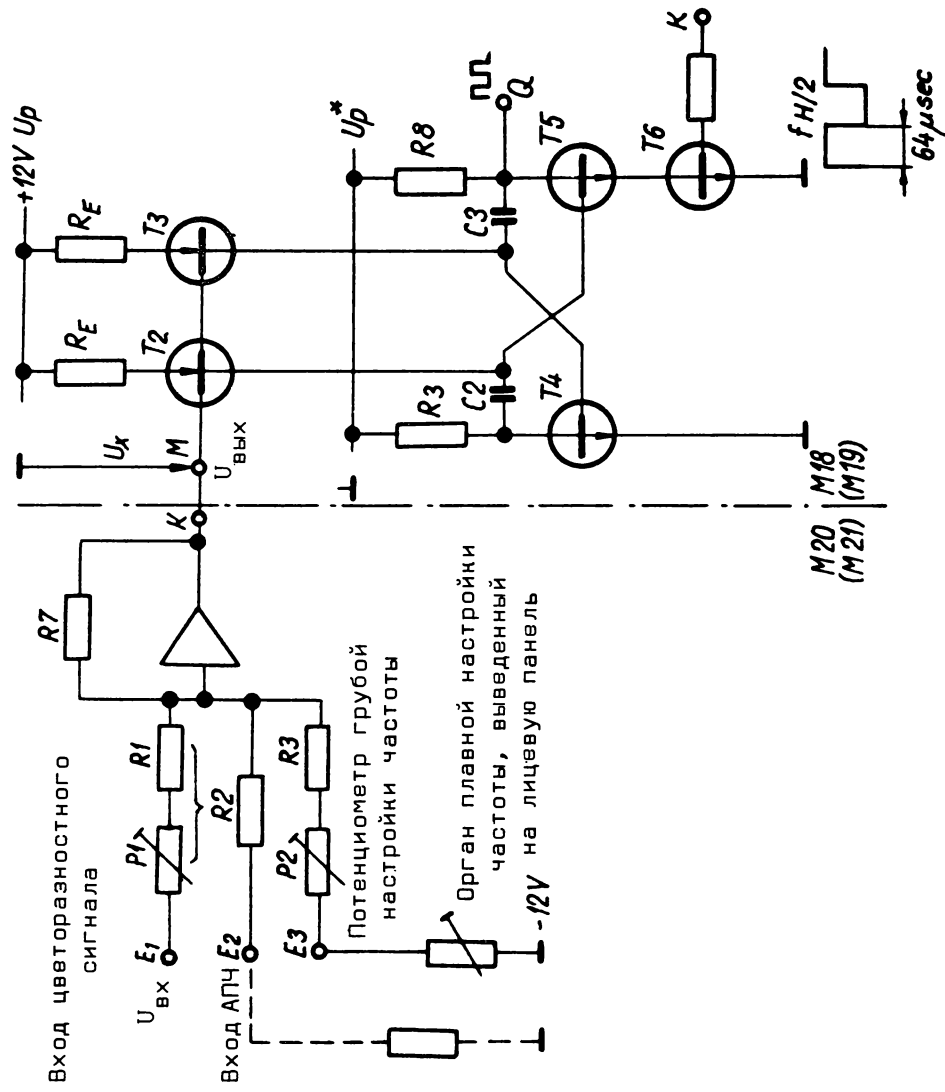 Вход цветоразностного
сигнала
E1
U вх
P1
R1
R7
Вход АПЧ
E2
R2
E3
P2
R3
Потенциометр грубой
настройки частоты
Орган плавной настройки
частоты, выведенный
на лицевую панель
-12V
K
M
U вых
Ux
+12V Up
RE
RE
T2
T3
Up*
R3
R8
C2
C3
Q
T4
T5
T6
K
fH/2
64 µsec
M20
(M21)
M18
(M19)